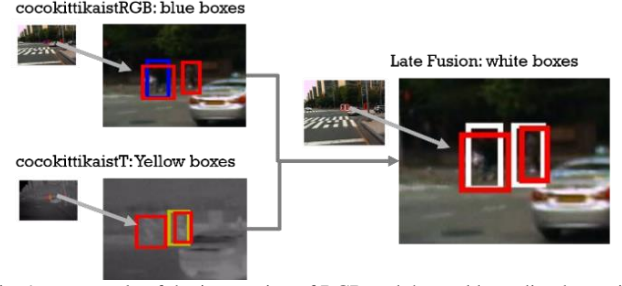 cocokittikaistRGB: blue boxes
Late Fusion: white boxes
cocokittikaistT: Yellow boxes